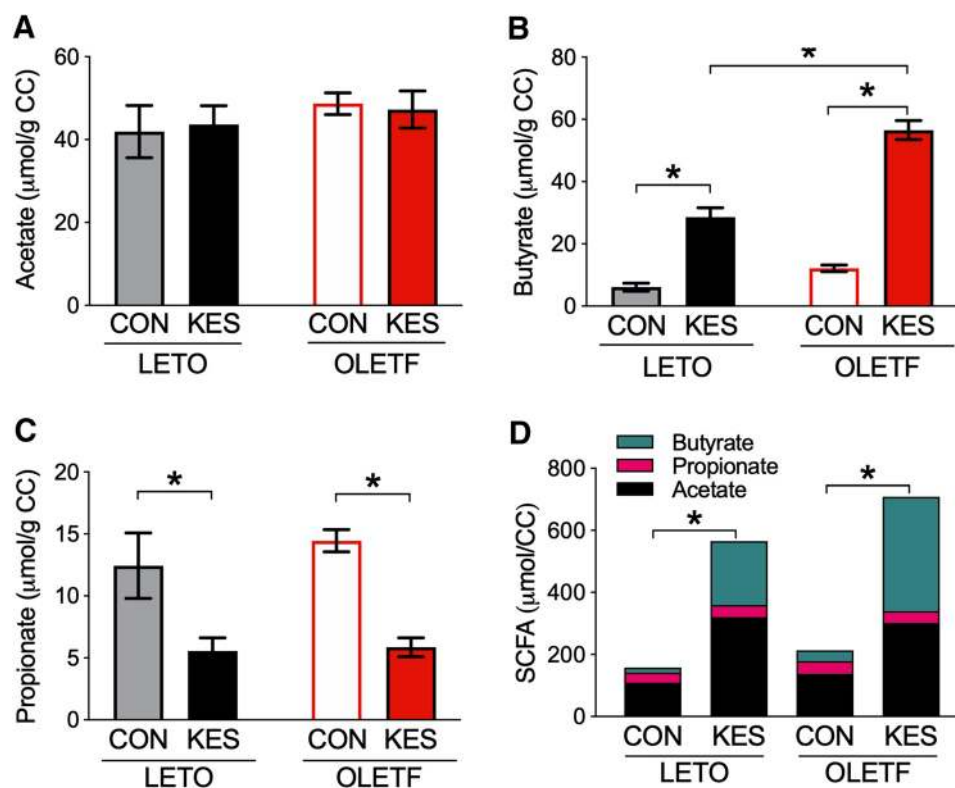 A
Acetate (µmol/g CC)
60
40
20
0
CON KES CON KES
LETO OLETF
B
Butyrate (µmol/g CC)
80
60
40
20
0
*
*
*
CON KES CON KES
LETO OLETF
C
Propionate (µmol/g CC)
20
15
10
5
0
* *
CON KES CON KES
LETO OLETF
D
Butyrate
Propionate
Acetate
SCFA (µmol/CC)
800
600
400
200
0
*
*
CON KES CON KES
LETO OLETF